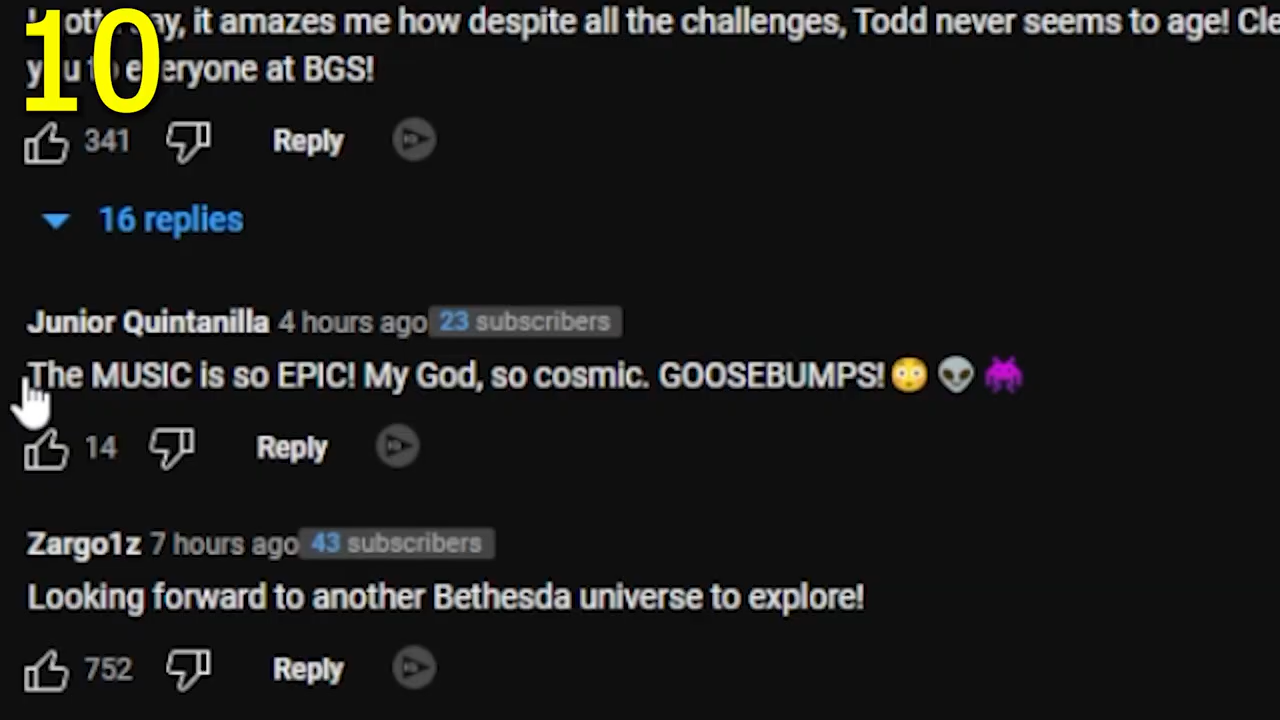 10
it amazes me how despite all the challenges, Todd never seems to age!
everyone at BGS!
341 Reply
16 replies
Junior Quintanilla 4 hours ago 23 subscribers
The MUSIC is so EPIC! My God, so cosmic. GOOSEBUMPS!😳 👽 👾
14 Reply
Zargo1z 7 hours ago 43 subscribers
Looking forward to another Bethesda universe to explore!
752 Reply